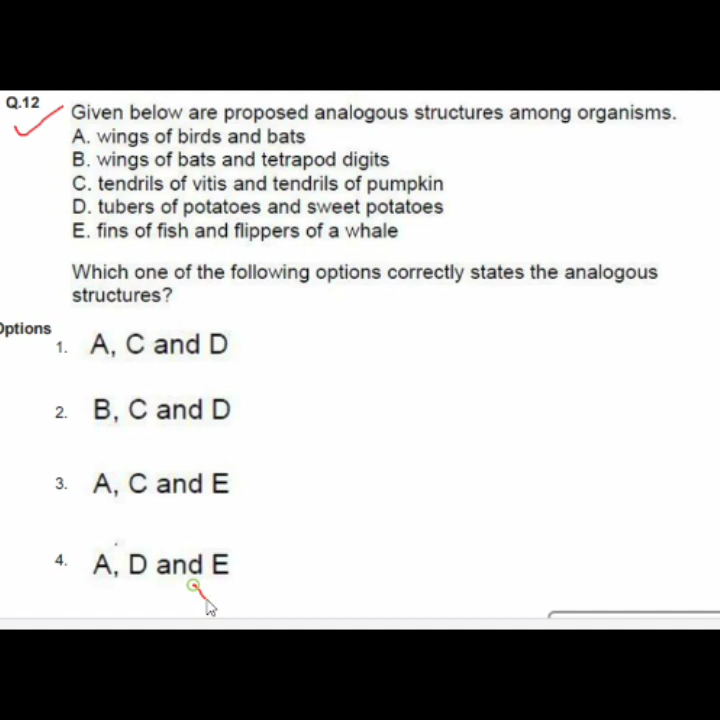 Q.12
Given below are proposed analogous structures among organisms.
A. wings of birds and bats
B. wings of bats and tetrapod digits
C. tendrils of vitis and tendrils of pumpkin
D. tubers of potatoes and sweet potatoes
E. fins of fish and flippers of a whale
Which one of the following options correctly states the analogous
structures?
Options
1. A, C and D
2. B, C and D
3. A, C and E
4. A, D and E